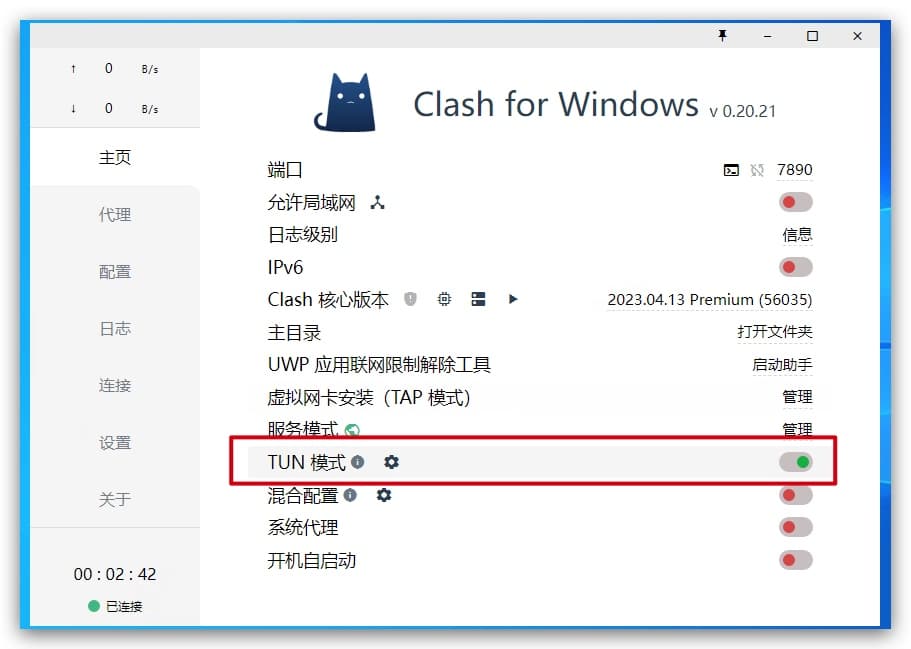 ↑ 0 B/s
↓ 0 B/s
主页
代理
配置
日志
连接
设置
关于
00 : 02 : 42
已连接
Clash for Windows v 0.20.21
端口 7890
允许局域网
日志级别 信息
IPv6
Clash 核心版本 2023.04.13 Premium (56035)
主目录 打开文件夹
UWP 应用联网限制解除工具 启动助手
虚拟网卡安装（TAP 模式） 管理
服务模式 管理
TUN 模式
混合配置
系统代理
开机自启动